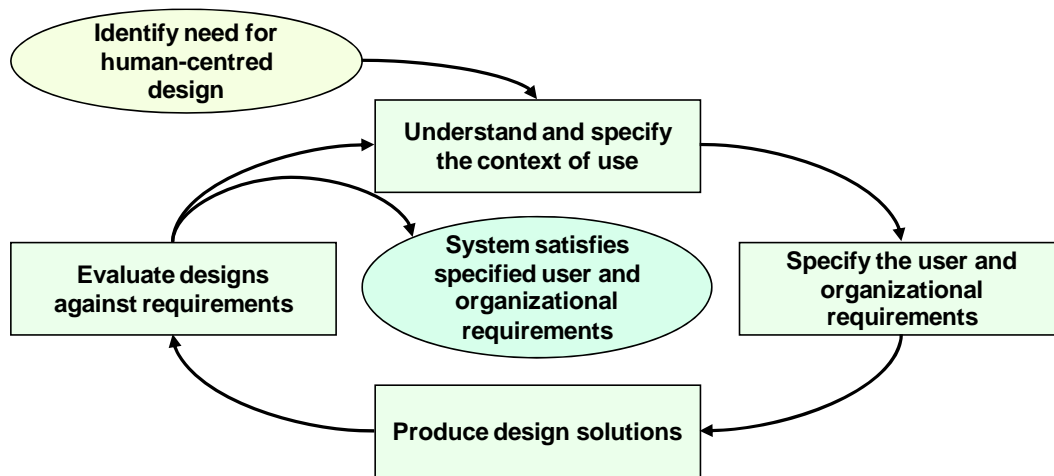 Identify need for
human-centred
design
Understand and specify
the context of use
Evaluate designs
against requirements
System satisfies
specified user and
organizational
requirements
Specify the user and
organizational
requirements
Produce design solutions